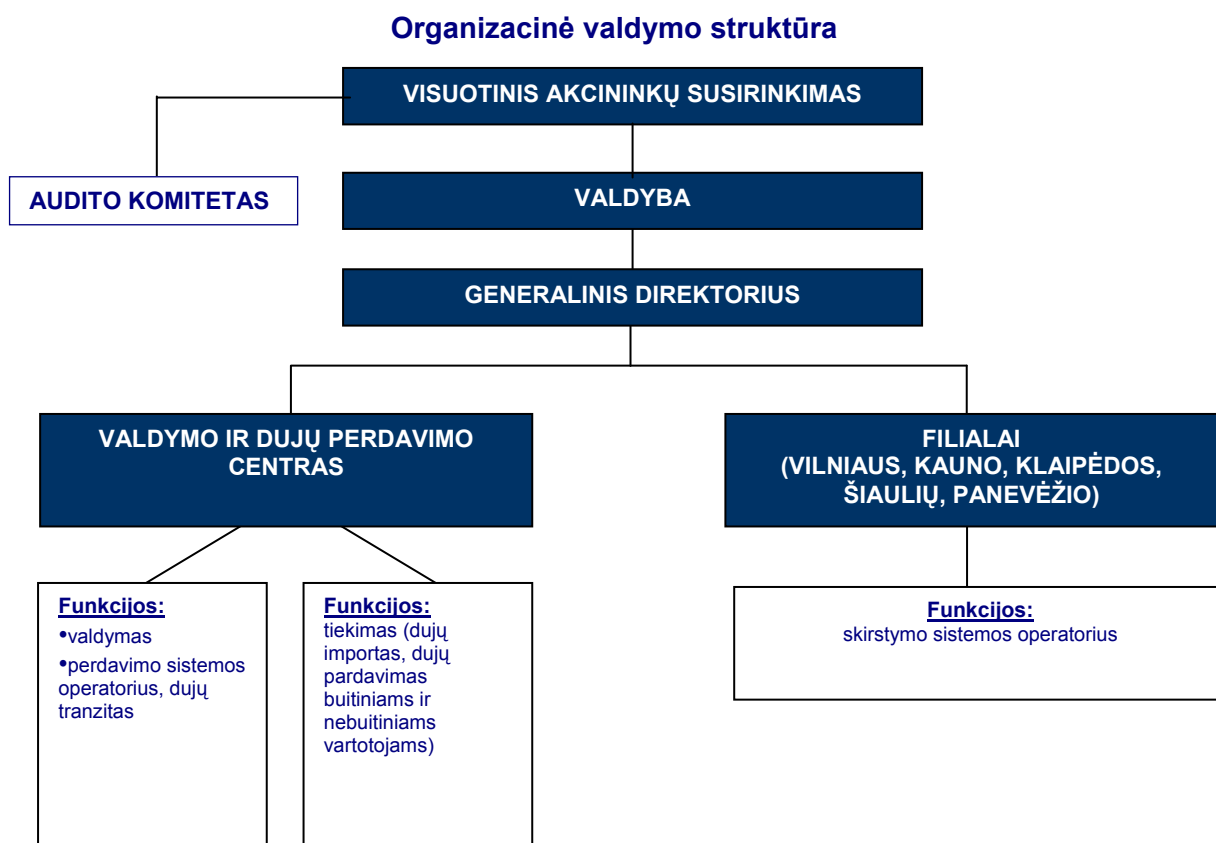 Organizacinė valdymo struktūra
VISUOTINIS AKCININKŲ SUSIRINKIMAS
AUDITO KOMITETAS
VALDYBA
GENERALINIS DIREKTORIUS
VALDYMO IR DUJŲ PERDAVIMO
CENTRAS
FILIALAI
(VILNIAUS, KAUNO, KLAIPĖDOS,
ŠIAULIŲ, PANEVĖŽIO)
Funkcijos:
•valdymas
•perdavimo sistemos
operatorius, dujų
tranzitas
Funkcijos:
tiekimas (dujų
importas, dujų
pardavimas
buitiniams ir
nebuitiniams
vartotojams)
Funkcijos:
skirstymo sistemos operatorius